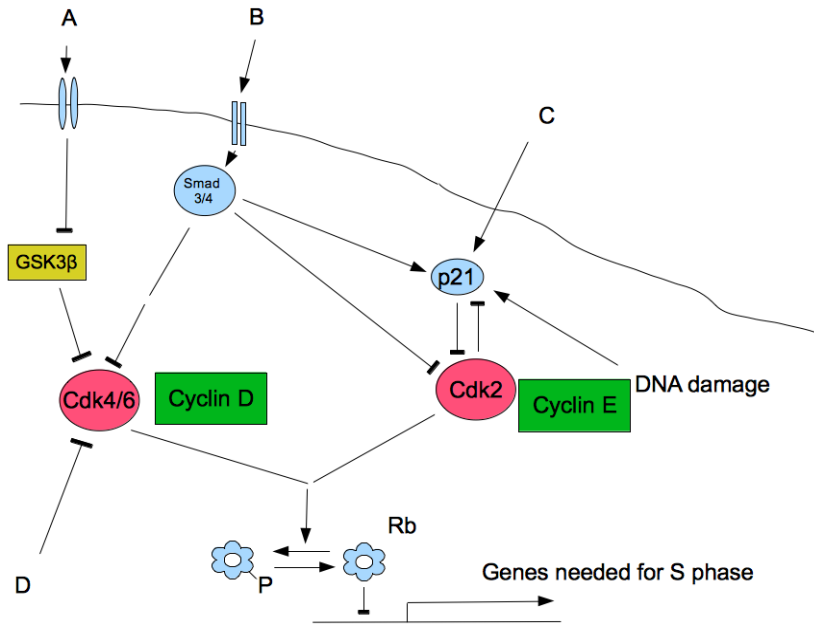 A
B
C
Smad
3/4
GSK3β
p21
Cdk4/6
Cyclin D
Cdk2
Cyclin E
DNA damage
D
Rb
P
Genes needed for S phase